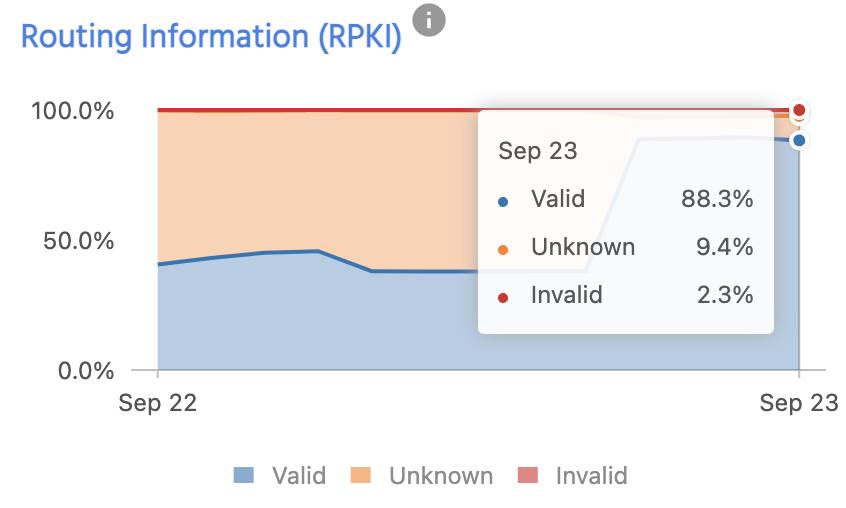 Routing Information (RPKI) i
100.0%
50.0%
0.0%
Sep 23
Valid 88.3%
Unknown 9.4%
Invalid 2.3%
Sep 22 Sep 23
Valid Unknown Invalid